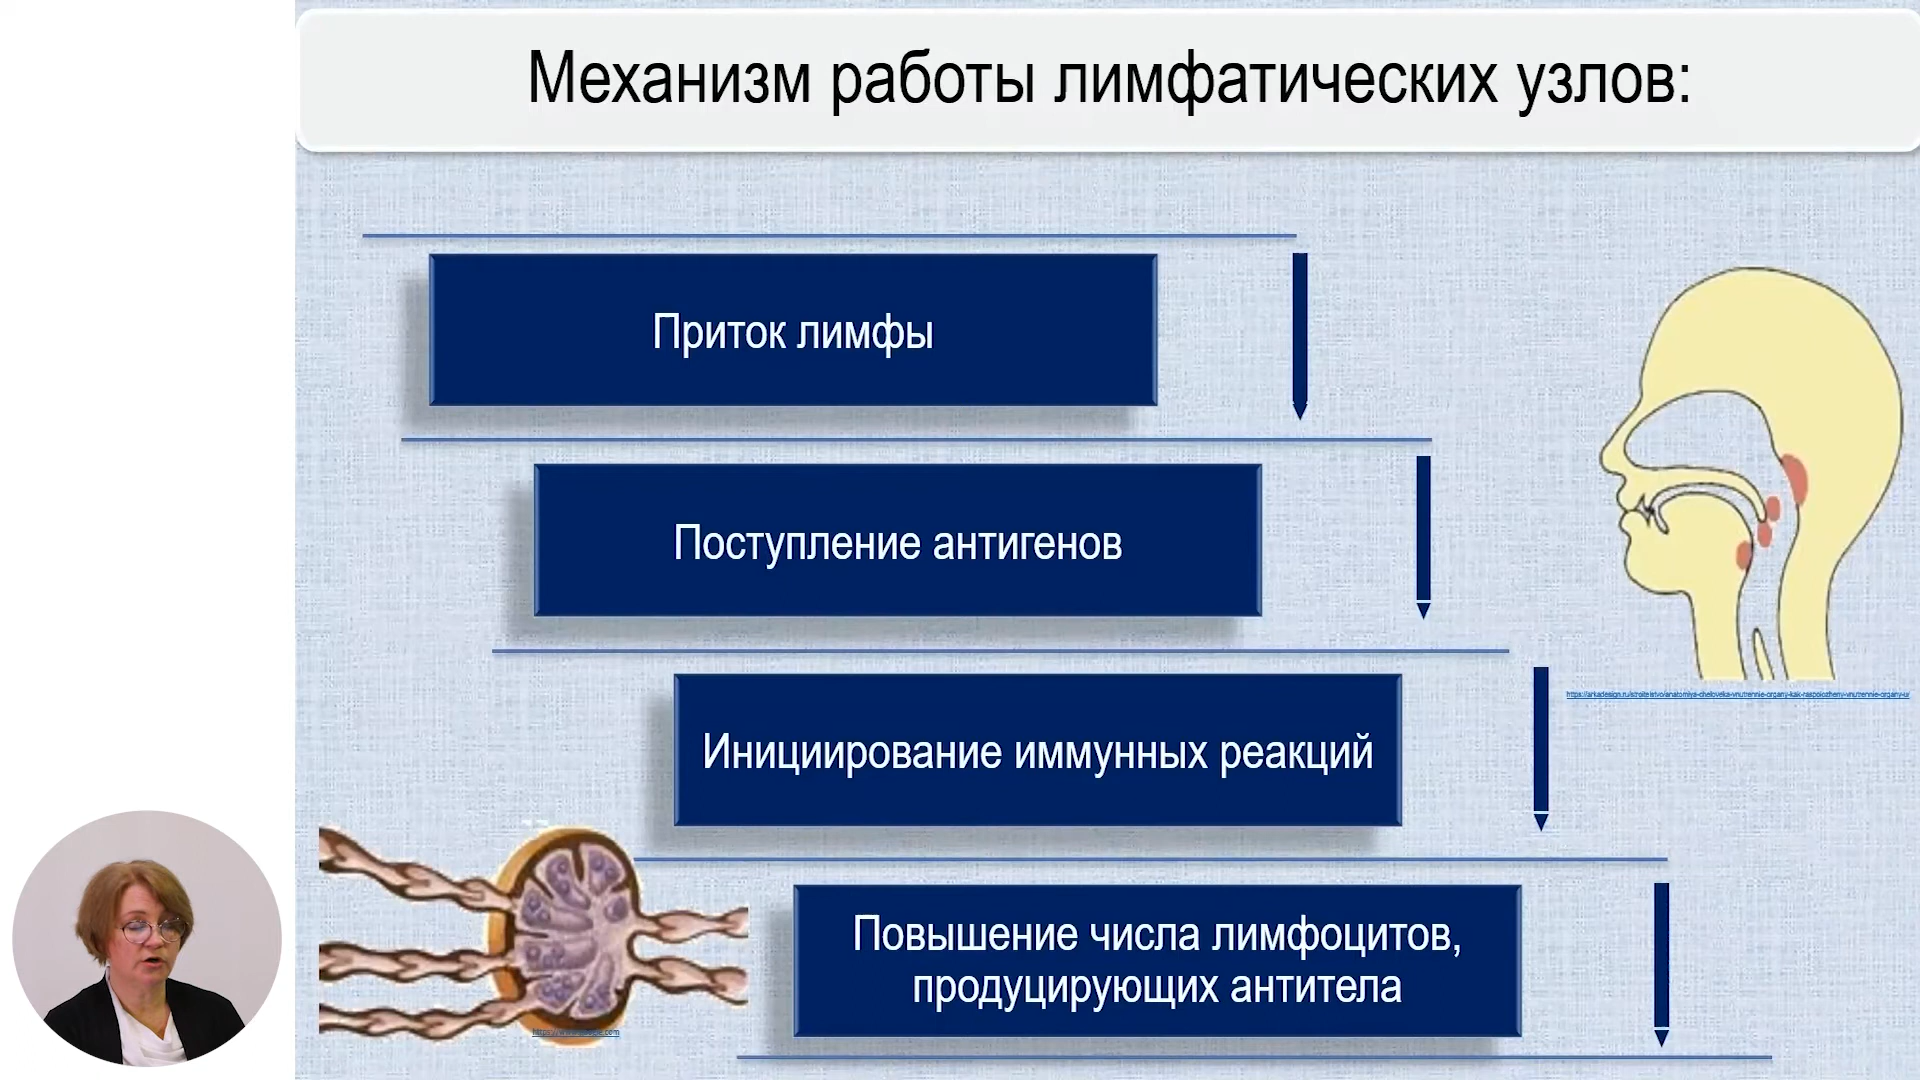 Механизм работы лимфатических узлов:
Приток лимфы
Поступление антигенов
Инициирование иммунных реакций
Повышение числа лимфоцитов,
продуцирующих антитела